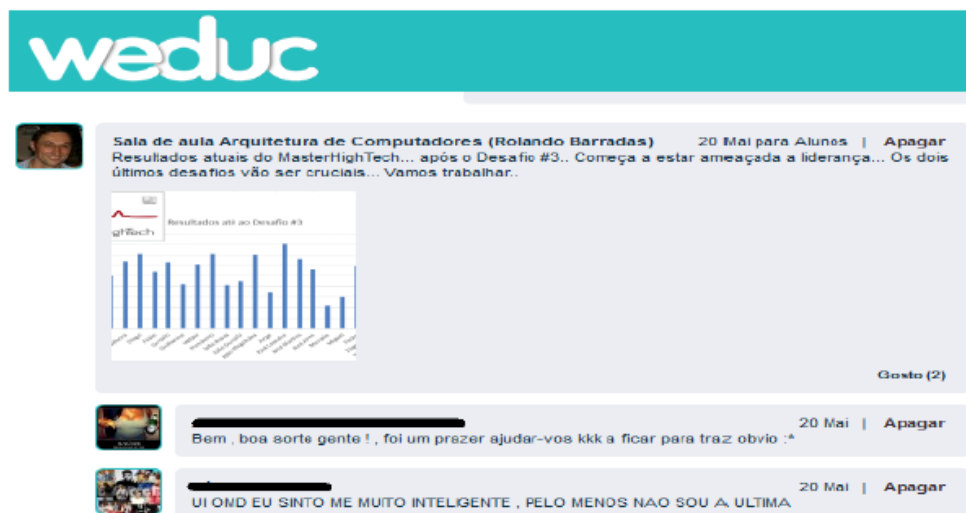 weduc
Sala de aula Arquitetura de Computadores (Rolando Barradas) 20 Mai para Alunos | Apagar
Resultados atuais do MasterHighTech... após o Desafio #3.. Começa a estar ameaçada a liderança... Os dois
últimos desafios vão ser cruciais... Vamos trabalhar..
ghTech
Resultados até ao Desafio #3
Gosto (2)
20 Mai | Apagar
Bem , boa sorte gente ! , foi um prazer ajudar-vos kkk a ficar para traz obvio :*
20 Mai | Apagar
UI OMD EU SINTO ME MUITO INTELIGENTE , PELO MENOS NAO SOU A ULTIMA